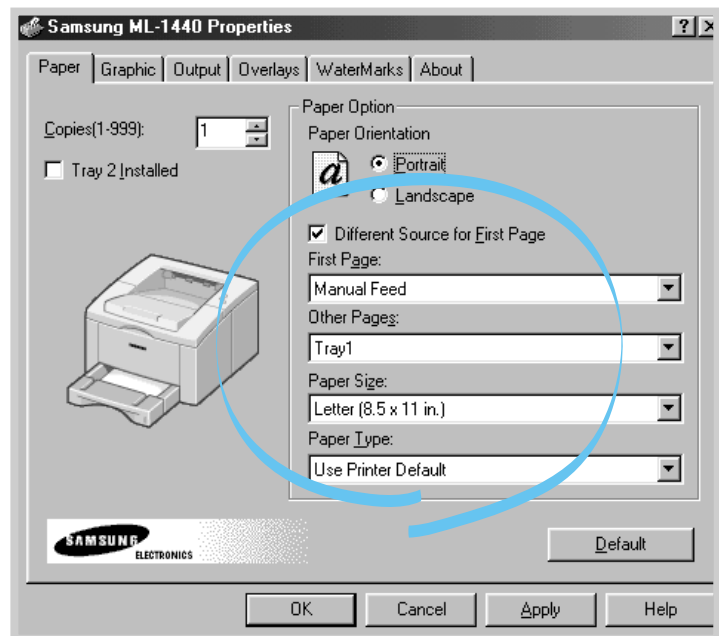 Samsung ML-1440 Properties
Paper Graphic Output Overlays WaterMarks About
Copies(1-999): 1
Tray 2 Installed
Paper Option
Paper Orientation
a
Portrait
Landscape
Different Source for First Page
First Page:
Manual Feed
Other Pages:
Tray1
Paper Size:
Letter (8.5 x 11 in.)
Paper Type:
Use Printer Default
SAMSUNG
ELECTRONICS
Default
OK Cancel Apply Help